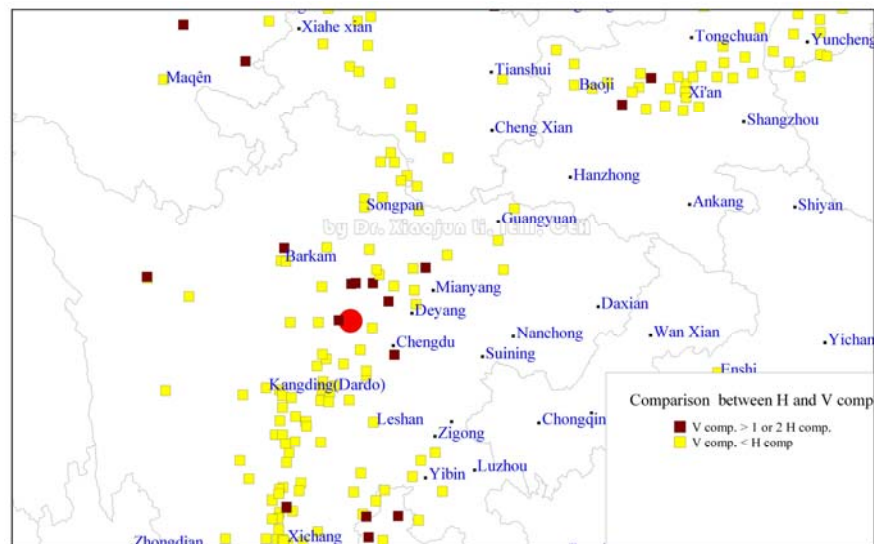 Xiahe xian
Tongchuan
Yuncheng
Maqên
Tianshui
Baoji
Xi'an
Shangzhou
Cheng Xian
Hanzhong
Ankang
Shiyan
Songpan
Guangyuan
by Dr. Xiaojun Li, IEM, CEA
Barkam
Mianyang
Deyang
Daxian
Nanchong
Wan Xian
Yichan
Chengdu
Suining
Enshi
Kangding(Dardo)
Leshan
Chongqin
Zigong
Yibin
Luzhou
Zhongdian
Xichang
Comparison between H and V comp
V comp. > 1 or 2 H comp.
V comp. < H comp